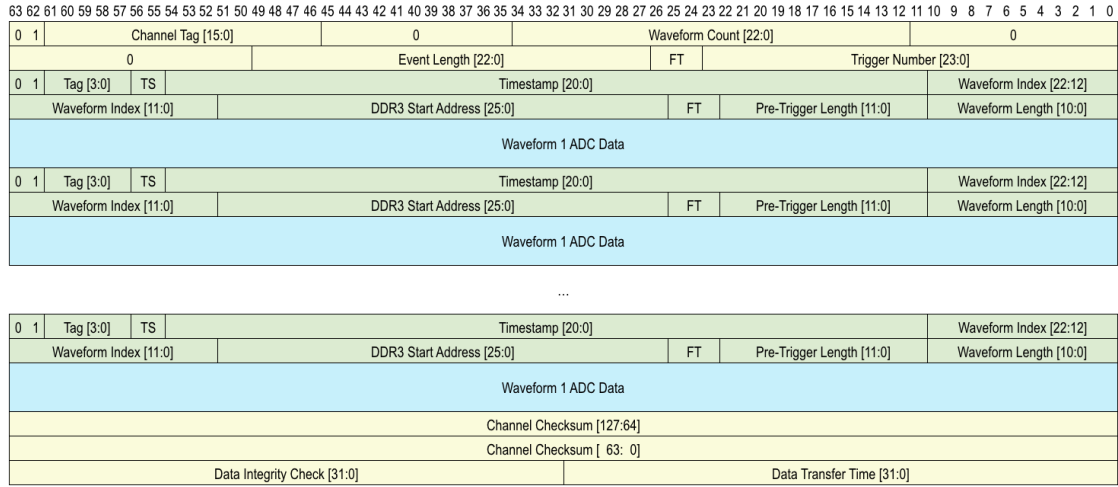 63 62 61 60 59 58 57 56 55 54 53 52 51 50 49 48 47 46 45 44 43 42 41 40 39 38 37 36 35 34 33 32 31 30 29 28 27 26 25 24 23 22 21 20 19 18 17 16 15 14 13 12 11 10 9 8 7 6 5 4 3 2 1 0
0 1 Channel Tag [15:0] 0 Waveform Count [22:0] 0
0 Event Length [22:0] FT Trigger Number [23:0]
0 1 Tag [3:0] TS Timestamp [20:0] Waveform Index [22:12]
Waveform Index [11:0] DDR3 Start Address [25:0] FT Pre-Trigger Length [11:0] Waveform Length [10:0]
Waveform 1 ADC Data
0 1 Tag [3:0] TS Timestamp [20:0] Waveform Index [22:12]
Waveform Index [11:0] DDR3 Start Address [25:0] FT Pre-Trigger Length [11:0] Waveform Length [10:0]
Waveform 1 ADC Data
...
0 1 Tag [3:0] TS Timestamp [20:0] Waveform Index [22:12]
Waveform Index [11:0] DDR3 Start Address [25:0] FT Pre-Trigger Length [11:0] Waveform Length [10:0]
Waveform 1 ADC Data
Channel Checksum [127:64]
Channel Checksum [ 63: 0]
Data Integrity Check [31:0] Data Transfer Time [31:0]